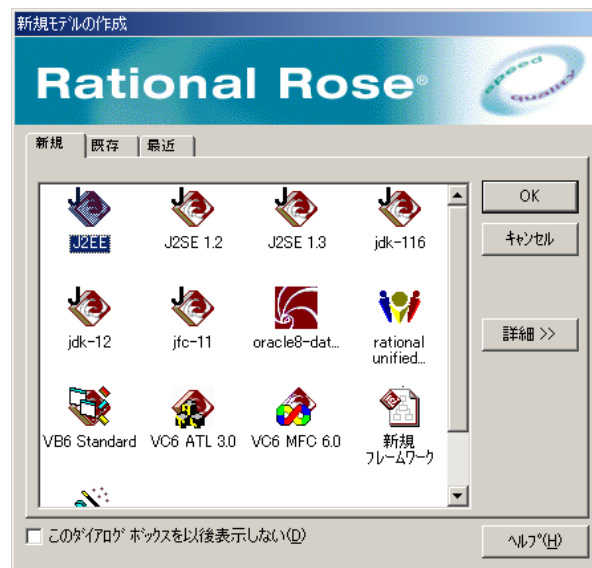 新規モデルの作成
Rational Rose®
speed
quality
新規
既存
最近
OK
キャンセル
詳細 >>
J2EE
J2SE 1.2
J2SE 1.3
jdk-116
jdk-12
jfc-11
oracle8-dat...
rational
unified...
VB6 Standard
VC6 ATL 3.0
VC6 MFC 6.0
新規
フレームワーク
このダイアログ ボックスを以後表示しない(D)
ヘルプ(H)